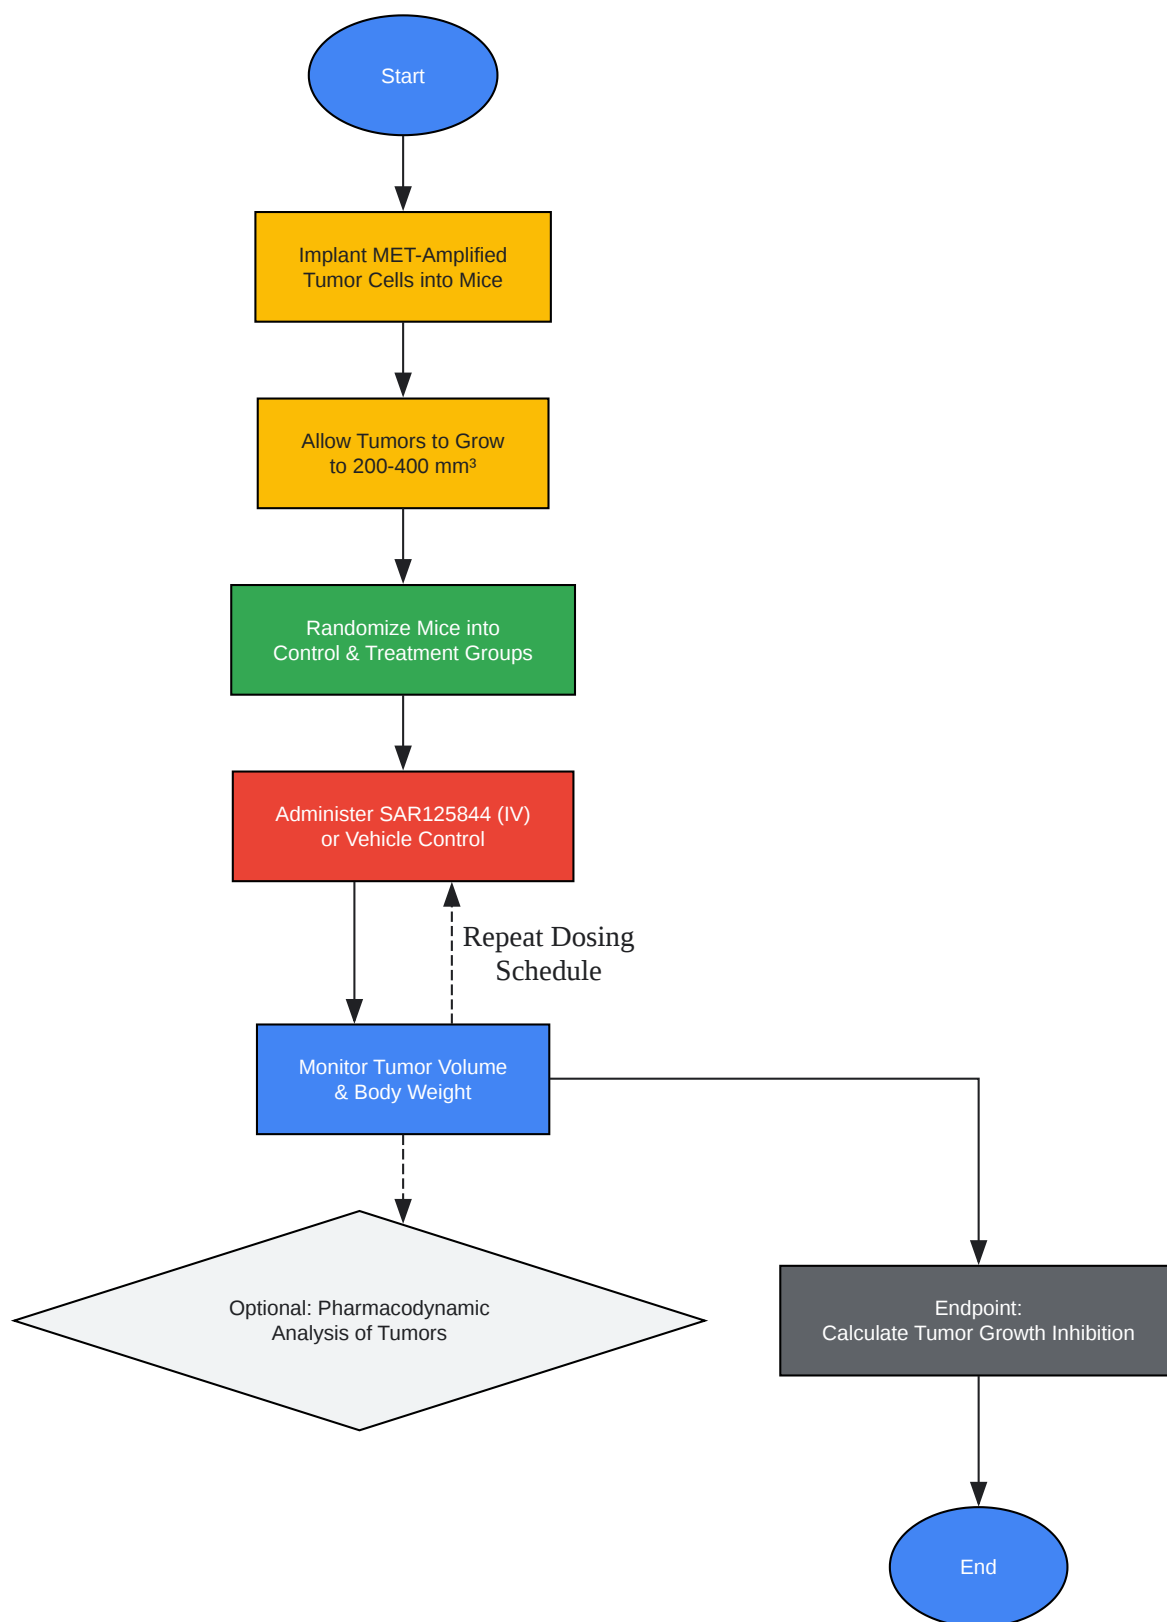 Start
Implant MET-Amplified
Tumor Cells into Mice
Allow Tumors to Grow
to 200-400 mm³
Randomize Mice into
Control & Treatment Groups
Administer SAR125844 (IV)
or Vehicle Control
Repeat Dosing
Schedule
Monitor Tumor Volume
& Body Weight
Optional: Pharmacodynamic
Analysis of Tumors
Endpoint:
Calculate Tumor Growth Inhibition
End